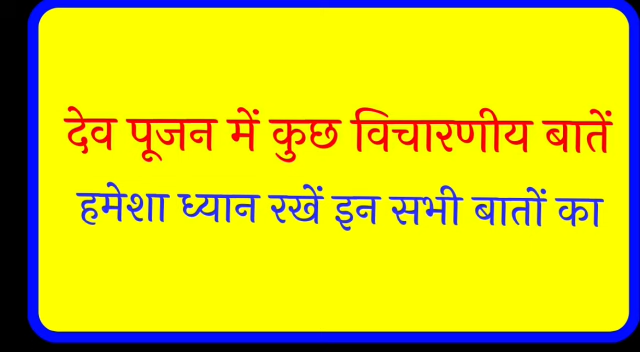 देव पूजन में कुछ विचारणीय बातें
हमेशा ध्यान रखें इन सभी बातों का